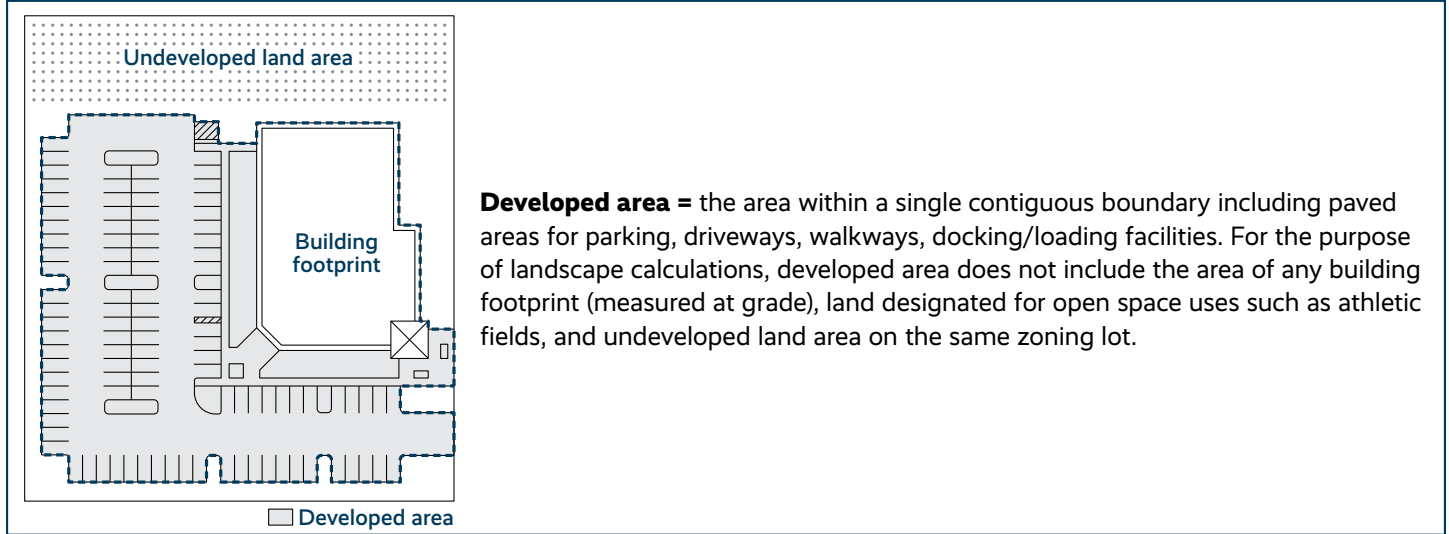 Undeveloped land area
Building
footprint
Developed area
Developed area = the area within a single contiguous boundary including paved
areas for parking, driveways, walkways, docking/loading facilities. For the purpose
of landscape calculations, developed area does not include the area of any building
footprint (measured at grade), land designated for open space uses such as athletic
fields, and undeveloped land area on the same zoning lot.